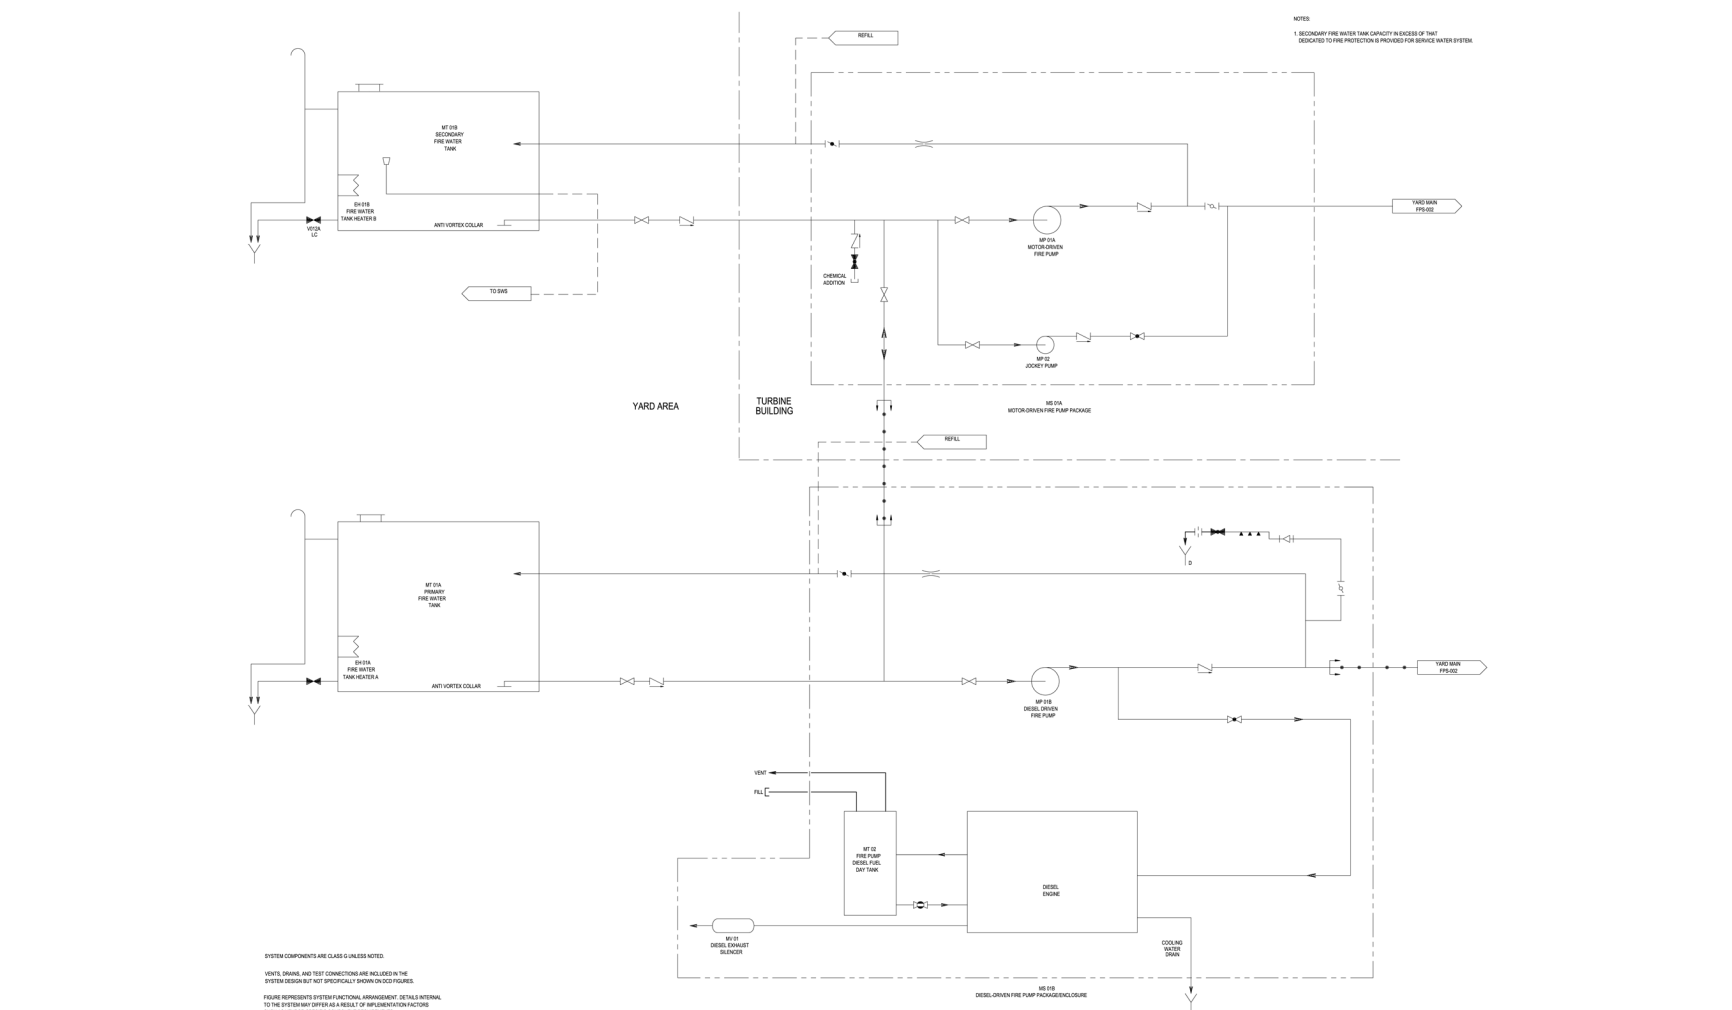 NOTES:
1. SECONDARY FIRE WATER TANK CAPACITY IN EXCESS OF THAT
DEDICATED TO FIRE PROTECTION IS PROVIDED FOR SERVICE WATER SYSTEM.
REFILL
MT 01B
SECONDARY
FIRE WATER
TANK
EH 01B
FIRE WATER
TANK HEATER B
ANTI VORTEX COLLAR
V012A
LC
TO SWS
CHEMICAL
ADDITION
MP 01A
MOTOR-DRIVEN
FIRE PUMP
YARD MAIN
FPS-002
MP 02
JOCKEY PUMP
MS 01A
MOTOR-DRIVEN FIRE PUMP PACKAGE
YARD AREA
TURBINE
BUILDING
REFILL
MT 01A
PRIMARY
FIRE WATER
TANK
EH 01A
FIRE WATER
TANK HEATER A
ANTI VORTEX COLLAR
D
MP 01B
DIESEL DRIVEN
FIRE PUMP
YARD MAIN
FPS-002
VENT
FILL
MT 02
FIRE PUMP
DIESEL FUEL
DAY TANK
DIESEL
ENGINE
MV 01
DIESEL EXHAUST
SILENCER
COOLING
WATER
DRAIN
MS 01B
DIESEL-DRIVEN FIRE PUMP PACKAGE/ENCLOSURE
SYSTEM COMPONENTS ARE CLASS G UNLESS NOTED.
VENTS, DRAINS, AND TEST CONNECTIONS ARE INCLUDED IN THE
SYSTEM DESIGN BUT NOT SPECIFICALLY SHOWN ON DCD FIGURES.
FIGURE REPRESENTS SYSTEM FUNCTIONAL ARRANGEMENT. DETAILS INTERNAL
TO THE SYSTEM MAY DIFFER AS A RESULT OF IMPLEMENTATION FACTORS